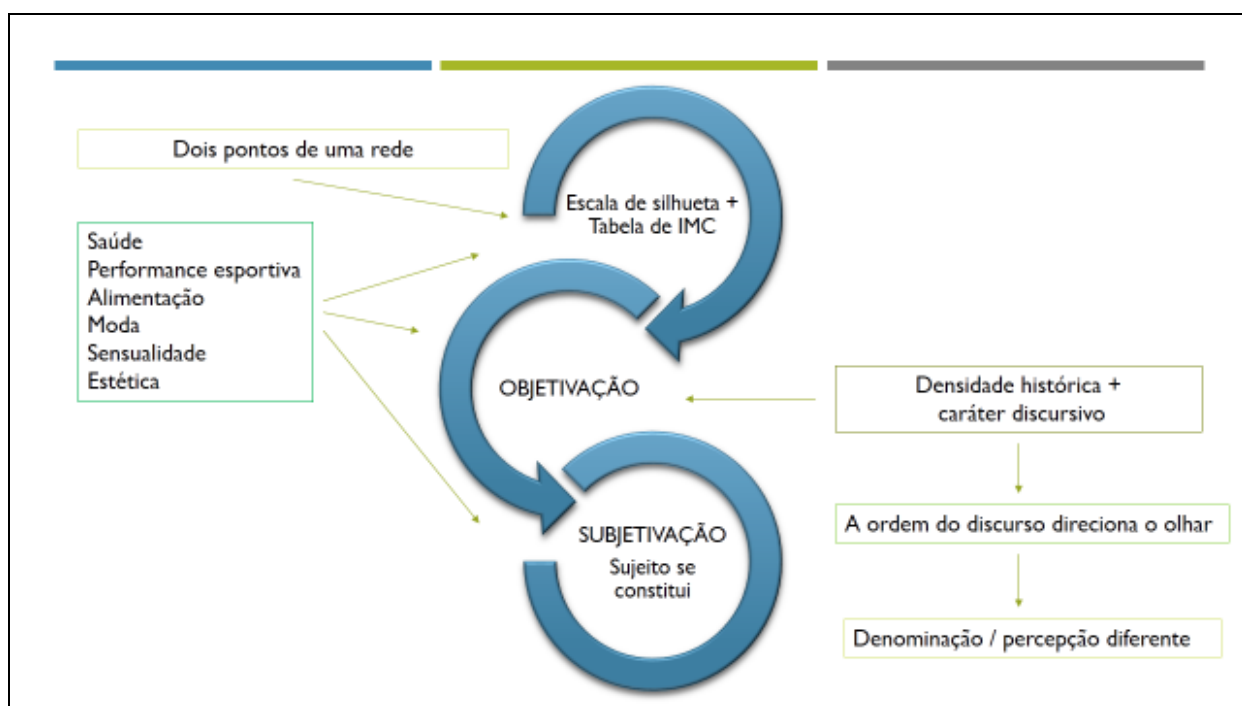 Dois pontos de uma rede
Escala de silhueta +
Tabela de IMC
Saúde
Performance esportiva
Alimentação
Moda
Sensualidade
Estética
OBJETIVAÇÃO
Densidade histórica +
caráter discursivo
A ordem do discurso direciona o olhar
SUBJETIVAÇÃO
Sujeito se
constitui
Denominação / percepção diferente